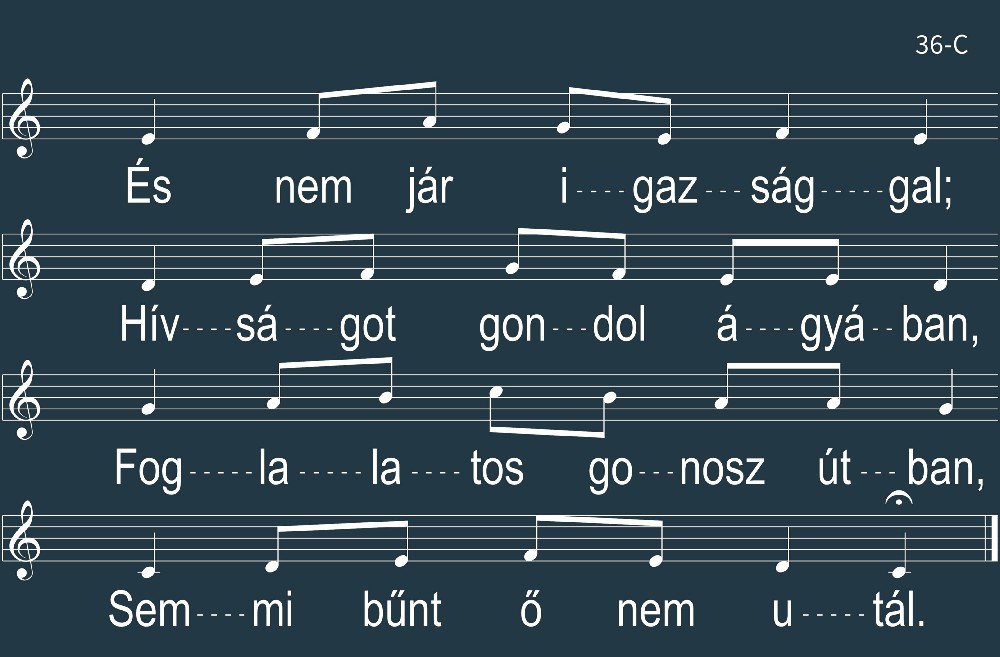 36-C
És nem jár i----gaz---ság-----gal;
Hív----sá----got gon---dol á----gyá--ban,
Fog-----la-----la----tos go---nosz út---ban,
Sem----mi bűnt ő nem u-----tál.